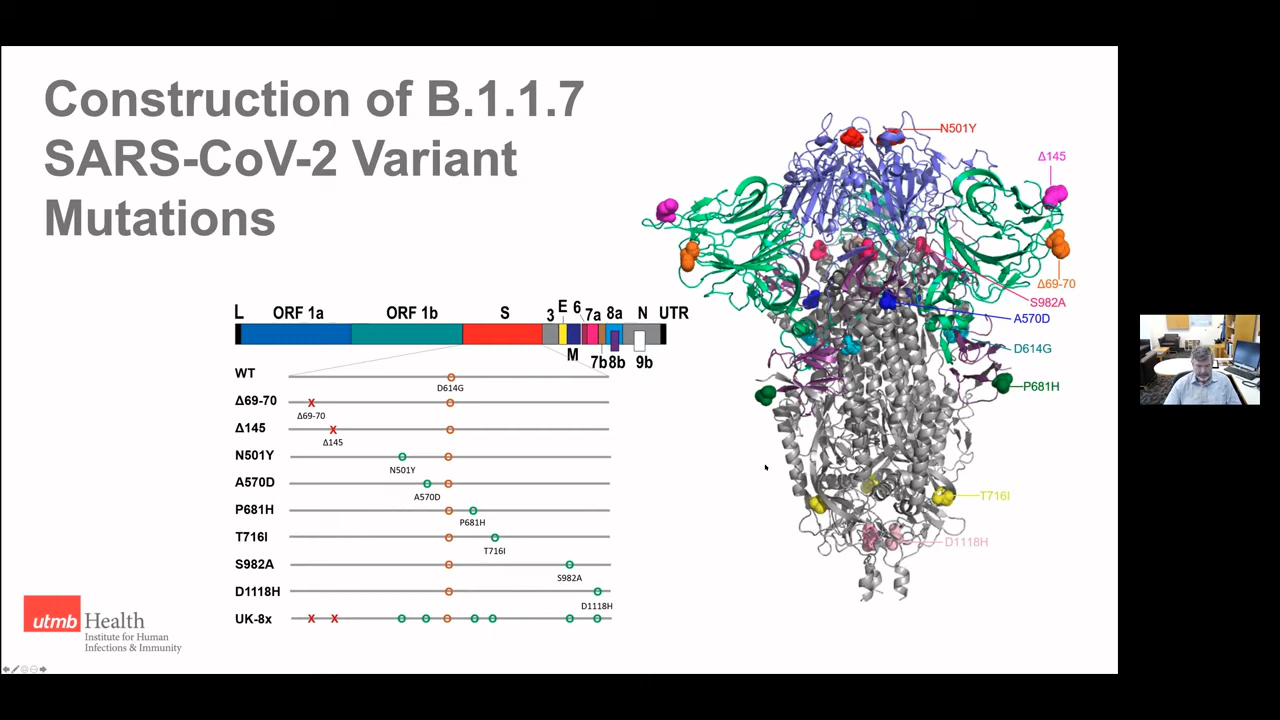 Construction of B.1.1.7
SARS-CoV-2 Variant
Mutations
L ORF 1a ORF 1b S 3 E 6 7a 8a N UTR
M 7b 8b 9b
WT
D614G
Δ69-70 X
Δ69-70
Δ145 X
Δ145
N501Y
N501Y
A570D
A570D
P681H
P681H
T716I
T716I
S982A
S982A
D1118H
D1118H
UK-8x X X
N501Y
Δ145
Δ69-70
S982A
A570D
D614G
P681H
T716I
D1118H
utmb Health
Institute for Human
Infections & Immunity